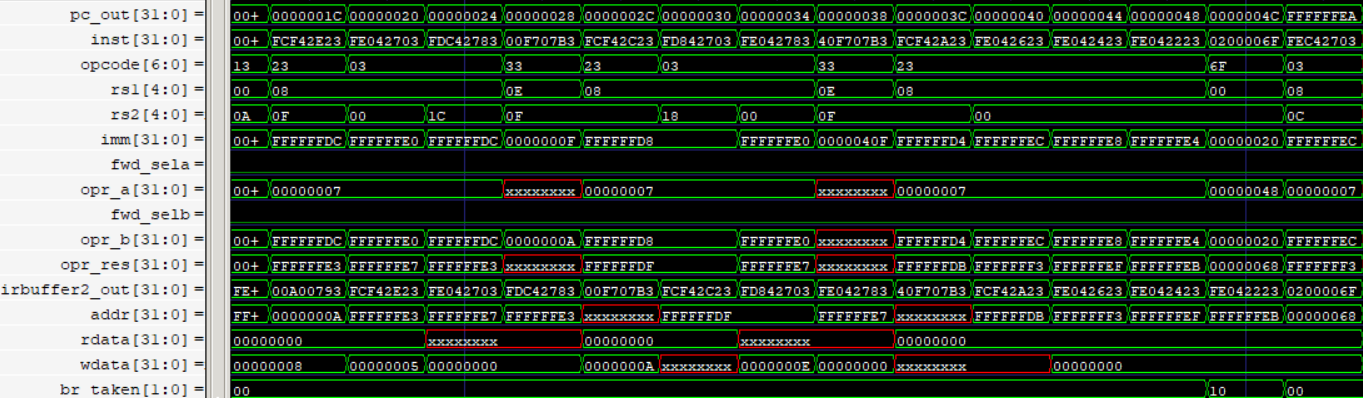 pc_out[31:0] = 00+ 0000001C 00000020 00000024 00000028 0000002C 00000030 00000034 00000038 0000003C 00000040 00000044 00000048 0000004C FFFFFFEA
inst[31:0] = 00+ FCF42E23 FE042703 FDC42783 00F707B3 FCF42C23 FD842703 FE042783 40F707B3 FCF42A23 FE042623 FE042423 FE042223 0200006F FEC42703
opcode[6:0] = 13 23 03 33 23 03 33 23 6F 03
rs1[4:0] = 00 08 0E 08 0E 08 00 08
rs2[4:0] = 0A 0F 00 1C 0F 18 00 0F 00 0C
imm[31:0] = 00+ FFFFFFDC FFFFFFE0 FFFFFFDC 0000000F FFFFFFD8 FFFFFFE0 0000040F FFFFFFD4 FFFFFFEC FFFFFFE8 FFFFFFE4 00000020 FFFFFFEC
fwd_sela =
opr_a[31:0] = 00+ 00000007 xxxxxxxx 00000007 xxxxxxxx 00000007 00000048 00000007
fwd_selb =
opr_b[31:0] = 00+ FFFFFFDC FFFFFFE0 FFFFFFDC 0000000A FFFFFFD8 FFFFFFE0 xxxxxxxx FFFFFFD4 FFFFFFEC FFFFFFE8 FFFFFFE4 00000020 FFFFFFEC
opr_res[31:0] = 00+ FFFFFFE3 FFFFFFE7 FFFFFFE3 xxxxxxxx FFFFFFDF FFFFFFE7 xxxxxxxx FFFFFFDB FFFFFFF3 FFFFFFEF FFFFFFEB 00000068 FFFFFFF3
irbuffer2_out[31:0] = FE+ 00A00793 FCF42E23 FE042703 FDC42783 00F707B3 FCF42C23 FD842703 FE042783 40F707B3 FCF42A23 FE042623 FE042423 FE042223 0200006F
addr[31:0] = FF+ 0000000A FFFFFFE3 FFFFFFE7 FFFFFFE3 xxxxxxxx FFFFFFDF FFFFFFE7 xxxxxxxx FFFFFFDB FFFFFFF3 FFFFFFEF FFFFFFEB 00000068
rdata[31:0] = 00000000 xxxxxxxx 00000000 xxxxxxxx 00000000
wdata[31:0] = 00000008 00000005 00000000 0000000A xxxxxxxx 0000000E 00000000 xxxxxxxx 00000000
br_taken[1:0] = 00 10 00